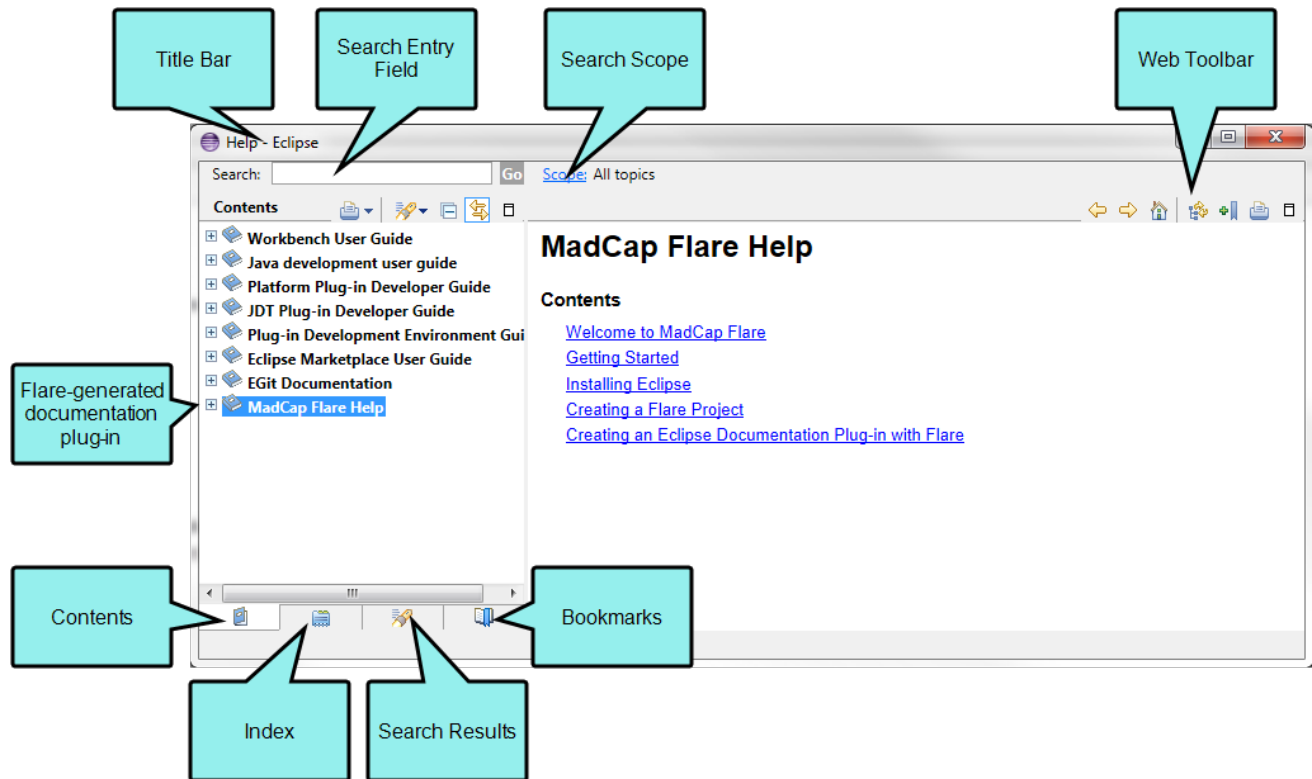 Title Bar
Search Entry
Field
Search Scope
Web Toolbar
Help - Eclipse
Search:
Go
Scope: All topics
Contents
Workbench User Guide
Java development user guide
Platform Plug-in Developer Guide
JDT Plug-in Developer Guide
Plug-in Development Environment Gui
Eclipse Marketplace User Guide
EGit Documentation
MadCap Flare Help
MadCap Flare Help
Contents
Welcome to MadCap Flare
Getting Started
Installing Eclipse
Creating a Flare Project
Creating an Eclipse Documentation Plug-in with Flare
Flare-generated
documentation
plug-in
Contents
Bookmarks
Index
Search Results